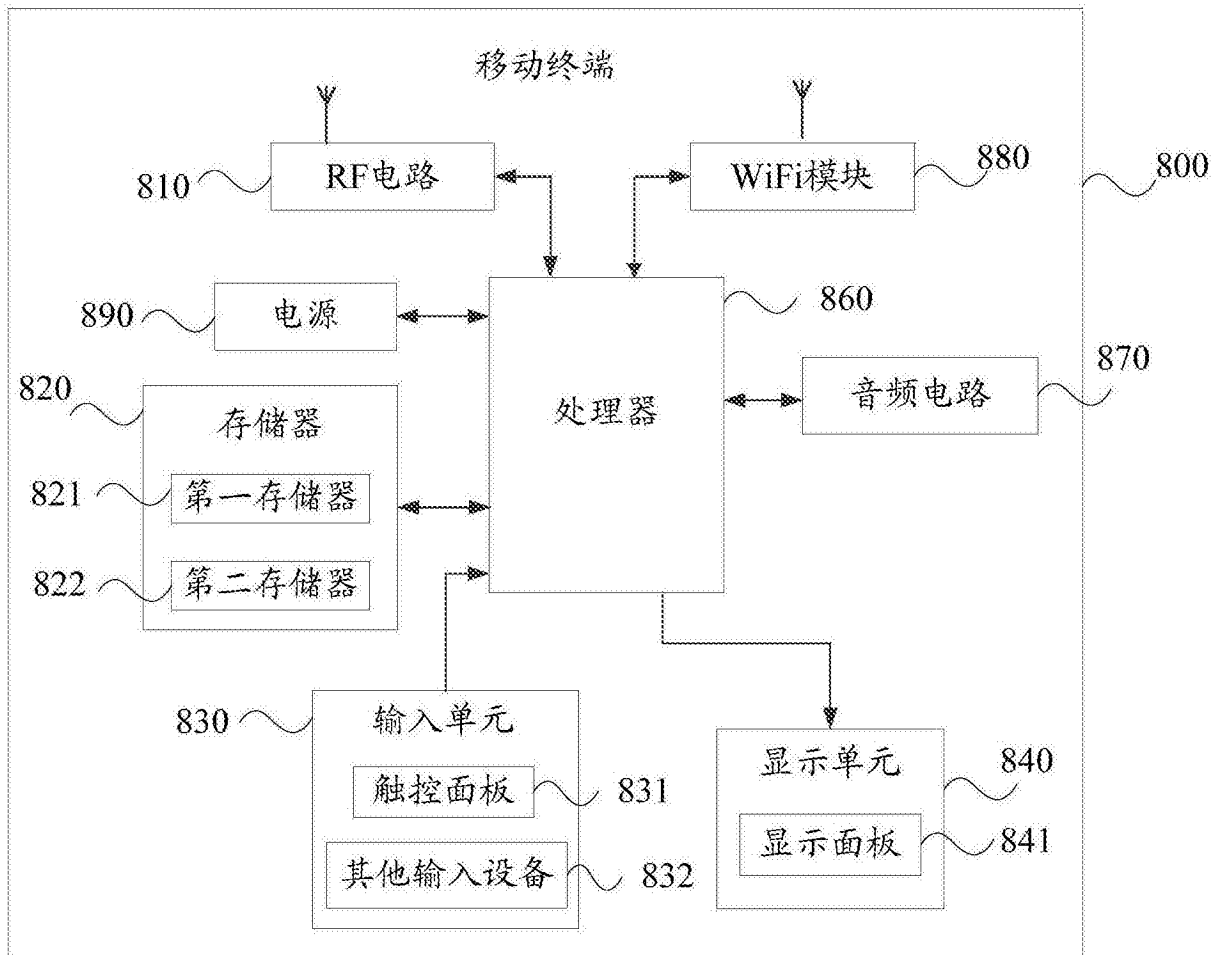 移动终端
810
RF电路
WiFi模块
880
800
890
电源
860
820
存储器
处理器
音频电路
870
821
第一存储器
822
第二存储器
830
输入单元
触控面板
831
其他输入设备
832
显示单元
840
显示面板
841